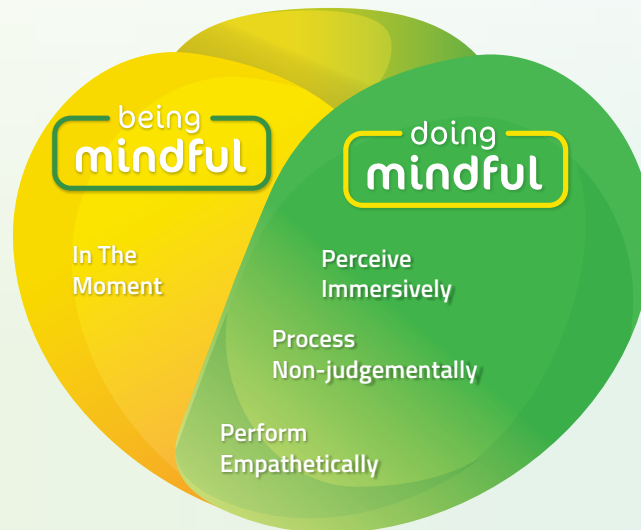 being
mindful
In The
Moment
doing
mindful
Perceive
Immersively
Process
Non-judgementally
Perform
Empathetically